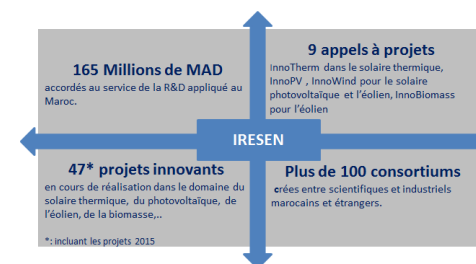 165 Millions de MAD
accordés au service de la R&D appliqué au
Maroc.
9 appels à projets
InnoTherm dans le solaire thermique,
InnoPV , InnoWind pour le solaire
photovoltaïque et l'éolien, InnoBiomass
pour l'éolien
IRESEN
47* projets innovants
en cours de réalisation dans le domaine du
solaire thermique, du photovoltaïque, de
l'éolien, de la biomasse,..
*: incluant les projets 2015
Plus de 100 consortiums
crées entre scientifiques et industriels
marocains et étrangers.